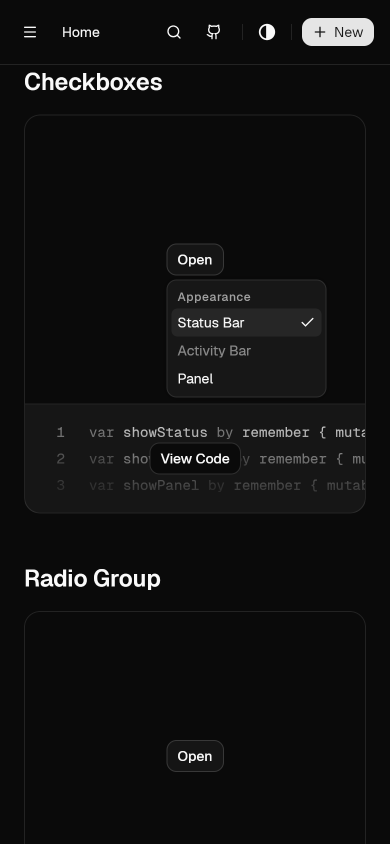 Home
New
Checkboxes
Open
Appearance
Status Bar
Activity Bar
Panel
1 var showStatus by remember { muta
2 var sho y remember { mu
View Code
3 var showPanel by remember { mutab
Radio Group
Open